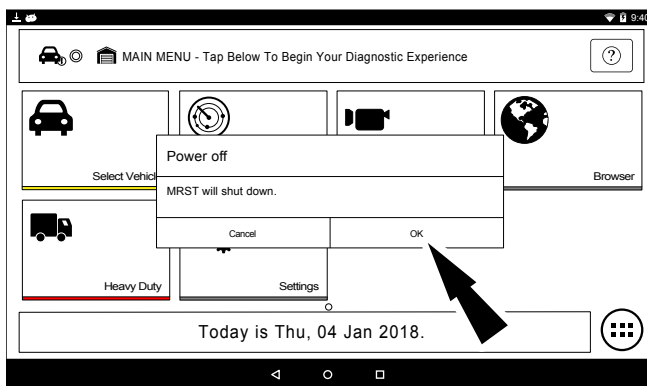 9:40
MAIN MENU - Tap Below To Begin Your Diagnostic Experience
?
Power off
Select Vehicl
Browser
MRST will shut down.
Cancel
OK
Heavy Duty
Settings
Today is Thu, 04 Jan 2018.